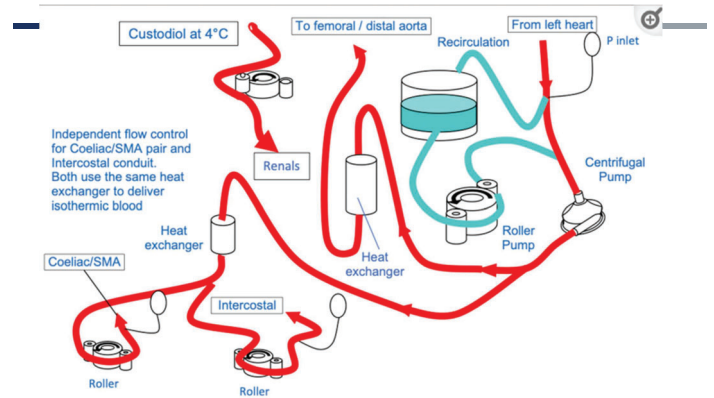 Custodiol at 4°C
To femoral / distal aorta
From left heart
Recirculation
P inlet
Independent flow control
for Coeliac/SMA pair and
Intercostal conduit.
Both use the same heat
exchanger to deliver
isothermic blood
Renals
Centrifugal
Pump
Heat
exchanger
Roller
Pump
Heat
exchanger
Coeliac/SMA
Intercostal
Roller
Roller